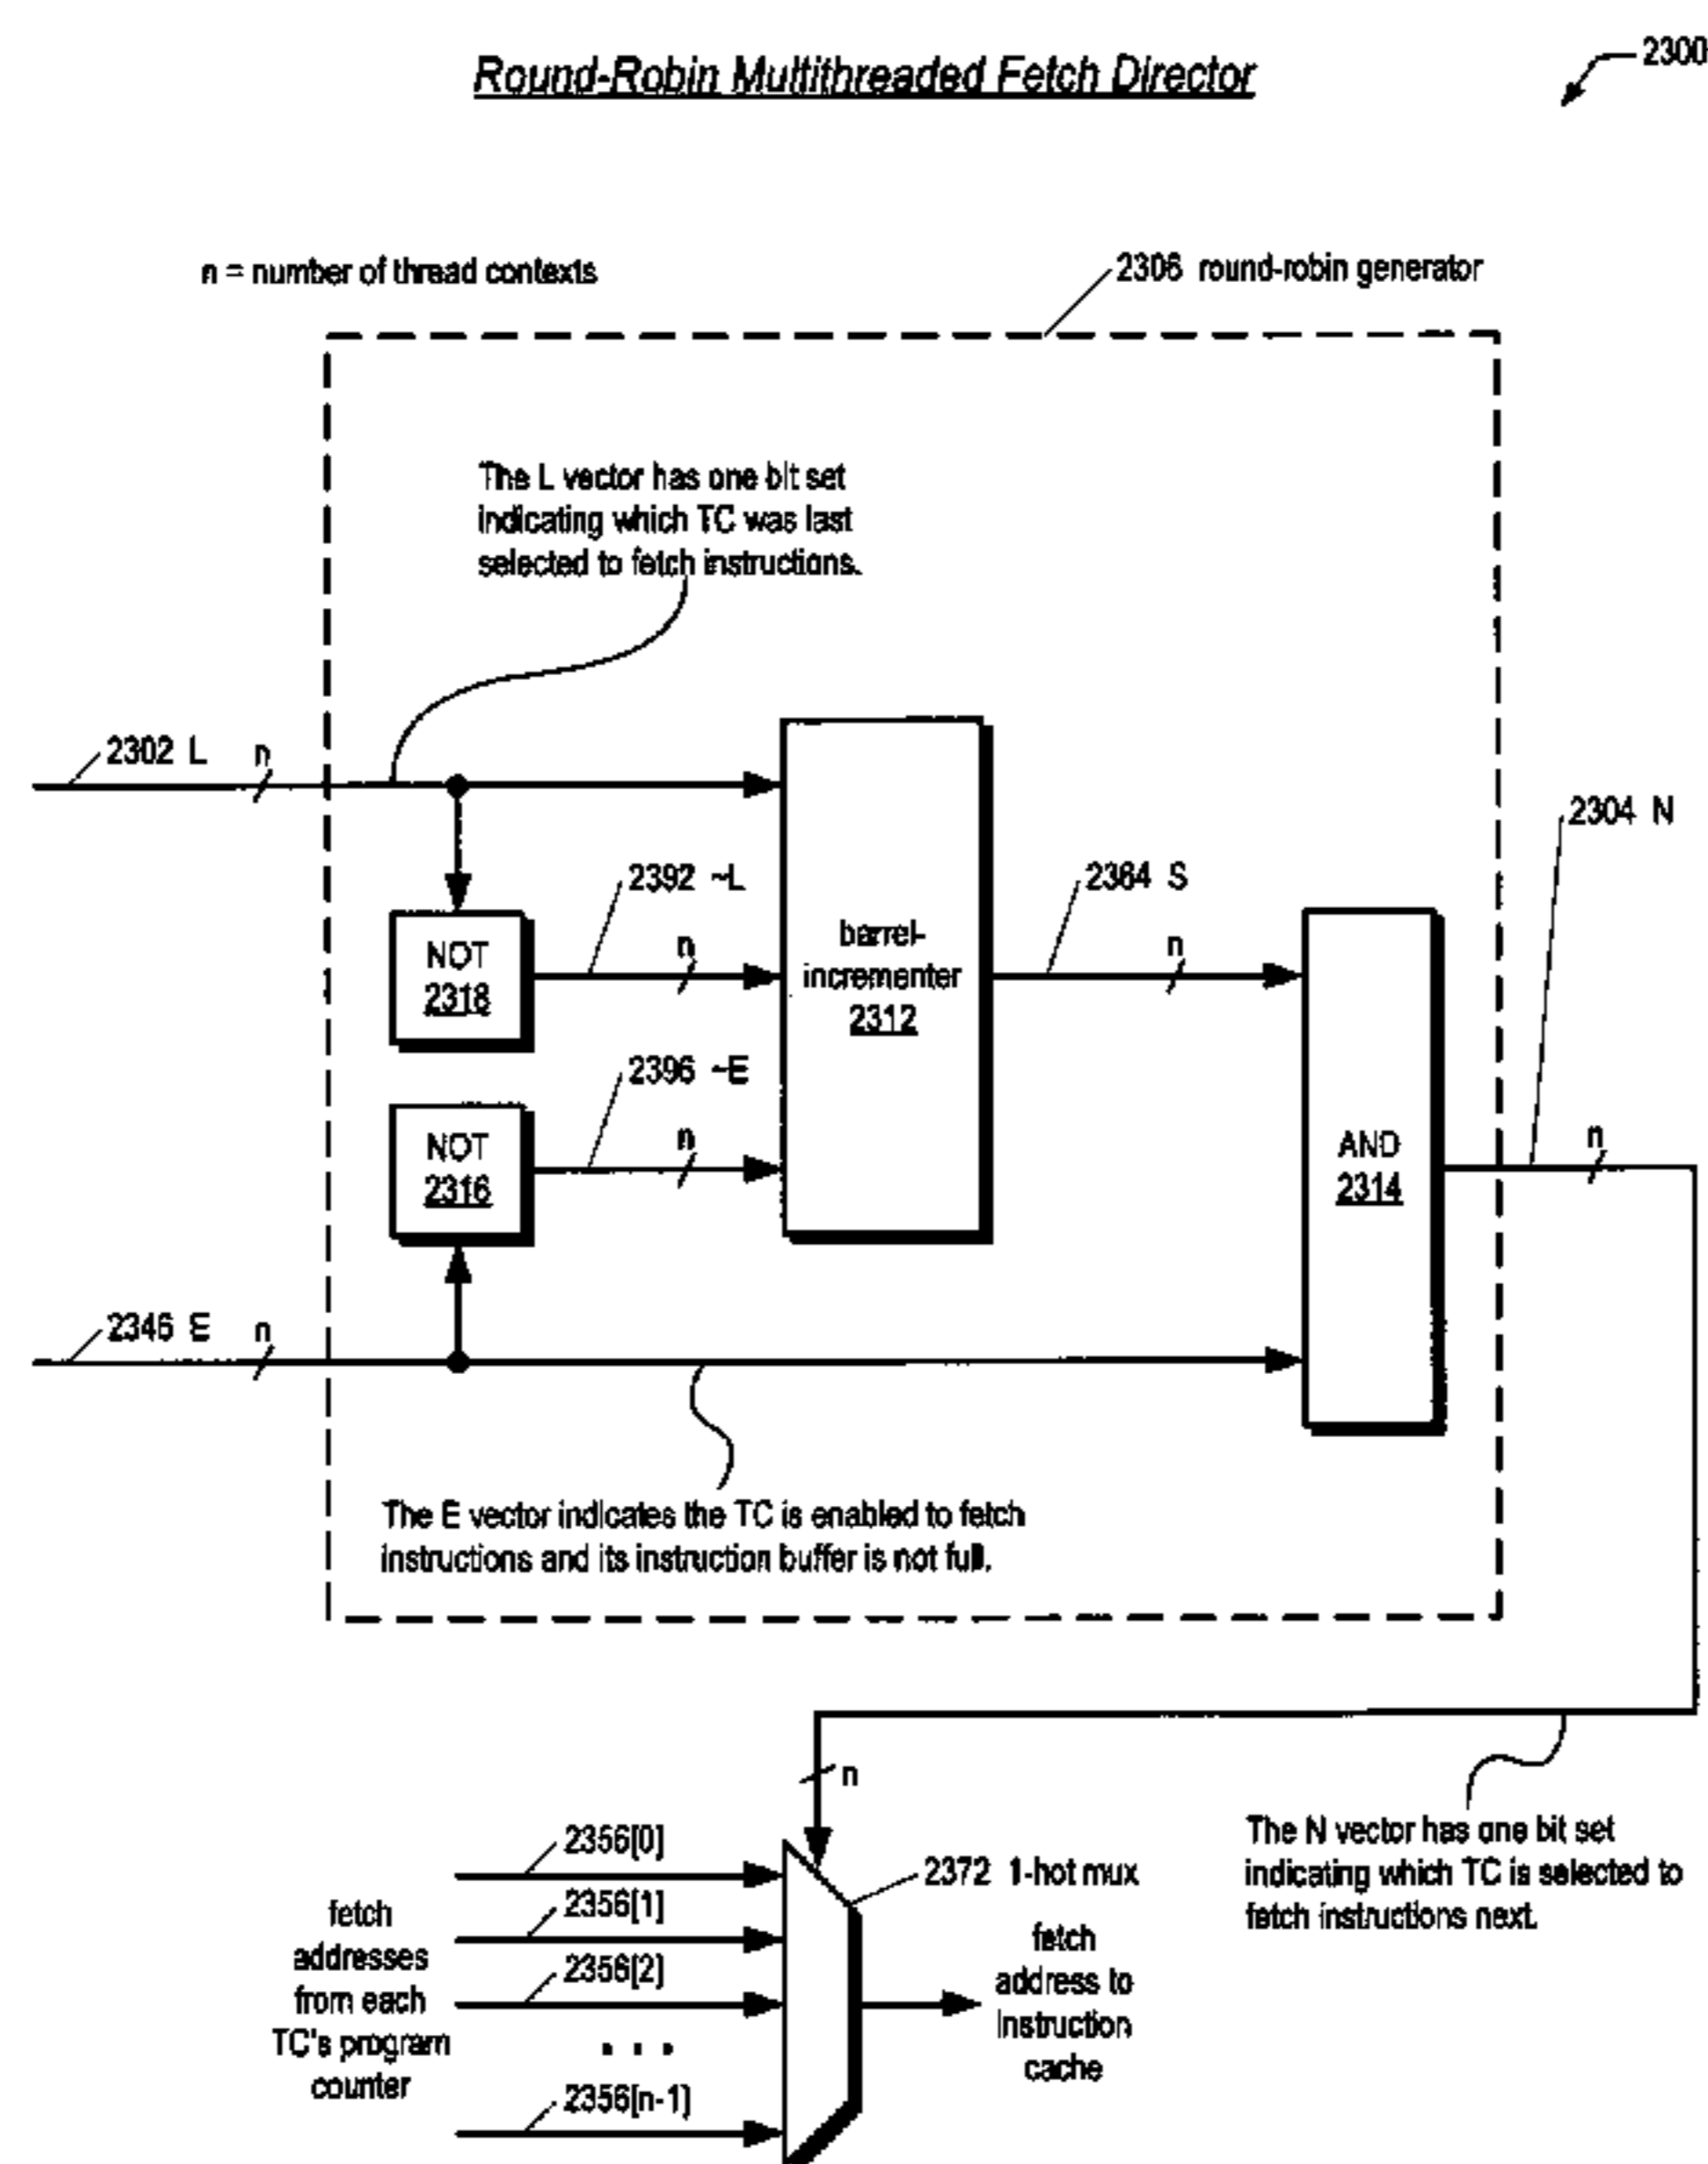 Round-Robin Multithreaded Fetch Director
2300
n = number of thread contexts
2306 round-robin generator
The L vector has one bit set
indicating which TC was last
selected to fetch instructions.
2302 L
n
2304 N
2392 ~L
2364 S
NOT
2318
n
barrel-
incrementer
2312
n
2396 ~E
NOT
2316
n
AND
2314
n
2346 E
n
The E vector indicates the TC is enabled to fetch
instructions and its instruction buffer is not full.
n
The N vector has one bit set
indicating which TC is selected to
fetch instructions next.
2356[0]
2372 1-hot mux
2356[1]
2356[2]
. . .
2356[n-1]
fetch
addresses
from each
TC's program
counter
fetch
address to
instruction
cache